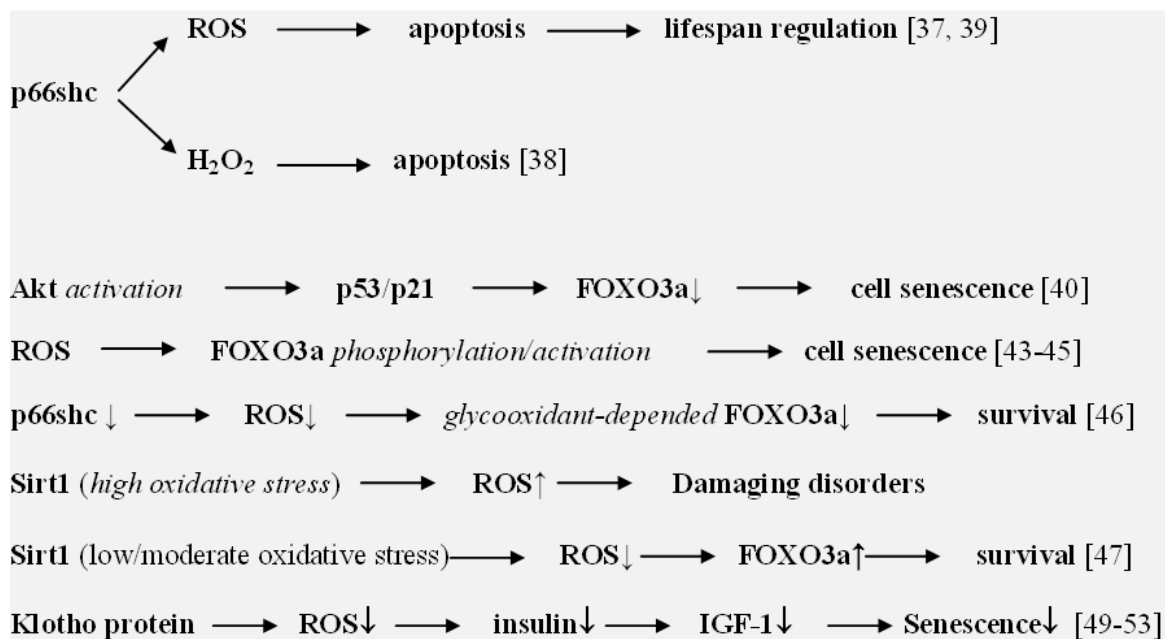 ROS → apoptosis → lifespan regulation [37, 39]
p66shc
H₂O₂ → apoptosis [38]
Akt activation → p53/p21 → FOXO3a↓ → cell senescence [40]
ROS → FOXO3a phosphorylation/activation → cell senescence [43-45]
p66shc ↓ → ROS↓ → glycooxidant-depended FOXO3a↓ → survival [46]
Sirt1 (high oxidative stress) → ROS↑ → Damaging disorders
Sirt1 (low/moderate oxidative stress) → ROS↓ → FOXO3a↑ → survival [47]
Klotho protein → ROS↓ → insulin↓ → IGF-1↓ → Senescence↓ [49-53]